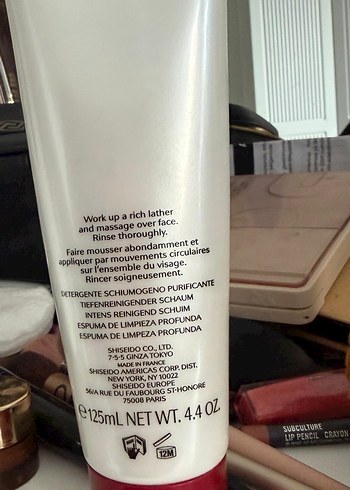 Work up a rich lather
and massage over face.
Rinse thoroughly.
Faire mousser abondamment et
appliquer par mouvements circulaires
sur l'ensemble du visage.
Rincer soigneusement.
DETERGENTE SCHIUMOGENO PURIFICANTE
TIEFENREINIGENDER SCHAUM
INTENS REINIGEND SCHUIM
ESPUMA DE LIMPIEZA PROFUNDA
ESPUMA DE LIMPEZA PROFUNDA
SHISEIDO CO., LTD.
7-5-5 GINZA TOKYO
MADE IN FRANCE
SHISEIDO AMERICAS CORP. DIST.
NEW YORK, NY 10022
SHISEIDO EUROPE
56/A RUE DU FAUBOURG ST-HONORE
75008 PARIS
℮125mL NET WT. 4.4 OZ.
12M
SUBCULTURE
LIP PENCIL CRAYON